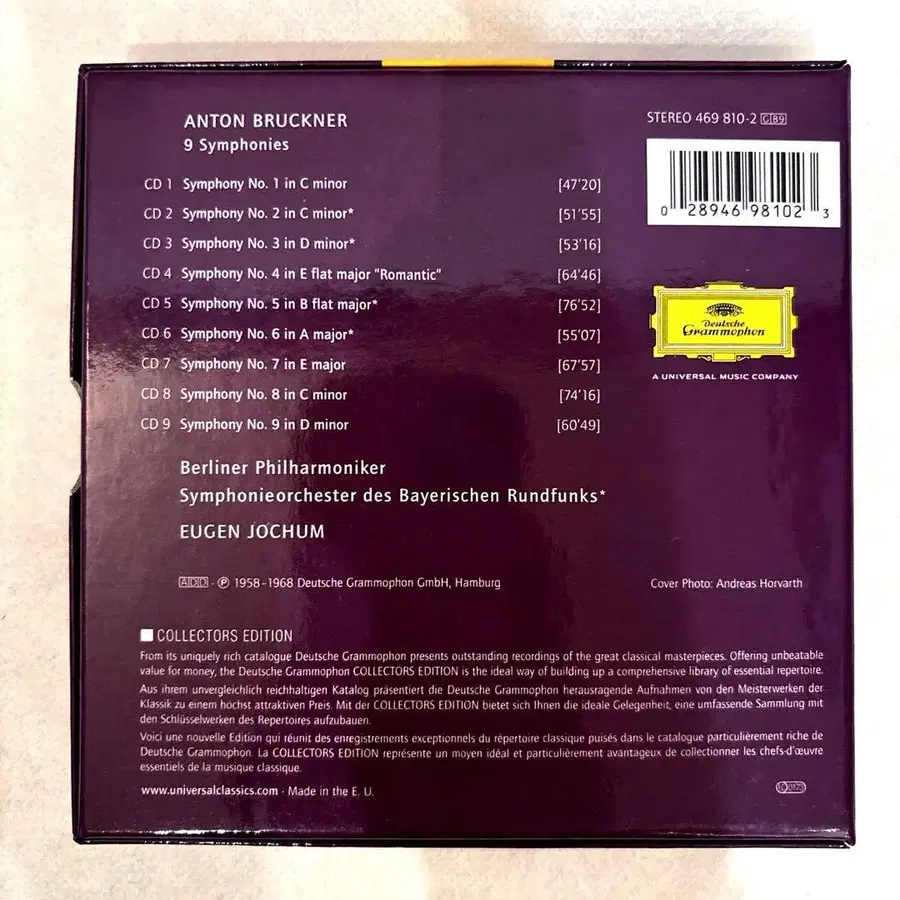 ANTON BRUCKNER
9 Symphonies
STEREO 469 810-2 GB9
0 28946 98102 3
CD 1 Symphony No. 1 in C minor [47'20]
CD 2 Symphony No. 2 in C minor* [51'55]
CD 3 Symphony No. 3 in D minor* [53'16]
CD 4 Symphony No. 4 in E flat major "Romantic" [64'46]
CD 5 Symphony No. 5 in B flat major* [76'52]
CD 6 Symphony No. 6 in A major* [55'07]
CD 7 Symphony No. 7 in E major [67'57]
CD 8 Symphony No. 8 in C minor [74'16]
CD 9 Symphony No. 9 in D minor [60'49]
Deutsche
Grammophon
A UNIVERSAL MUSIC COMPANY
Berliner Philharmoniker
Symphonieorchester des Bayerischen Rundfunks*
EUGEN JOCHUM
ADD · ℗ 1958–1968 Deutsche Grammophon GmbH, Hamburg
Cover Photo: Andreas Horvarth
COLLECTORS EDITION
From its uniquely rich catalogue Deutsche Grammophon presents outstanding recordings of the great classical masterpieces. Offering unbeatable
value for money, the Deutsche Grammophon COLLECTORS EDITION is the ideal way of building up a comprehensive library of essential repertoire.
Aus ihrem unvergleichlich reichhaltigen Katalog präsentiert die Deutsche Grammophon herausragende Aufnahmen von den Meisterwerken der
Klassik zu einem höchst attraktiven Preis. Mit der COLLECTORS EDITION bietet sich Ihnen die ideale Gelegenheit, eine umfassende Sammlung mit
den Schlüsselwerken des Repertoires aufzubauen.
Voici une nouvelle Edition qui réunit des enregistrements exceptionnels du répertoire classique puisés dans le catalogue particulièrement riche de
Deutsche Grammophon. La COLLECTORS EDITION représente un moyen idéal et particulièrement avantageux de collectionner les chefs-d'œuvre
essentiels de la musique classique.
www.universalclassics.com · Made in the E. U.